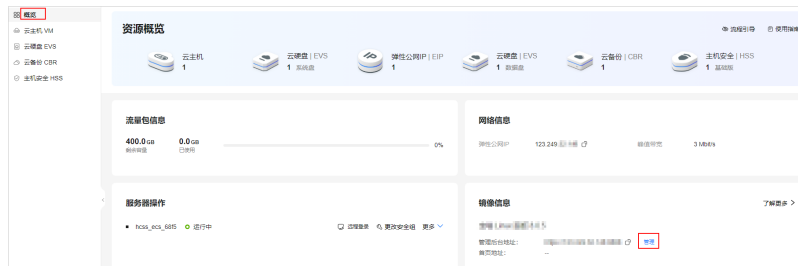 概览
云主机 VM
云硬盘 EVS
云备份 CBR
主机安全 HSS
资源概览
流程引导 使用指南
云主机 1
云硬盘 | EVS 1 系统盘
弹性公网IP | EIP 1
云硬盘 | EVS 1 数据盘
云备份 | CBR 1
主机安全 | HSS 1 基础版
流量包信息
400.0 GB 剩余流量
0.0 GB 已使用
0%
网络信息
弹性公网IP 123.249. 峰值带宽 3 Mbit/s
服务器操作
hcss_ecs_68f5 运行中 远程登录 更改安全组 更多
镜像信息 了解更多 >
管理后台地址: 管理
首页地址: --